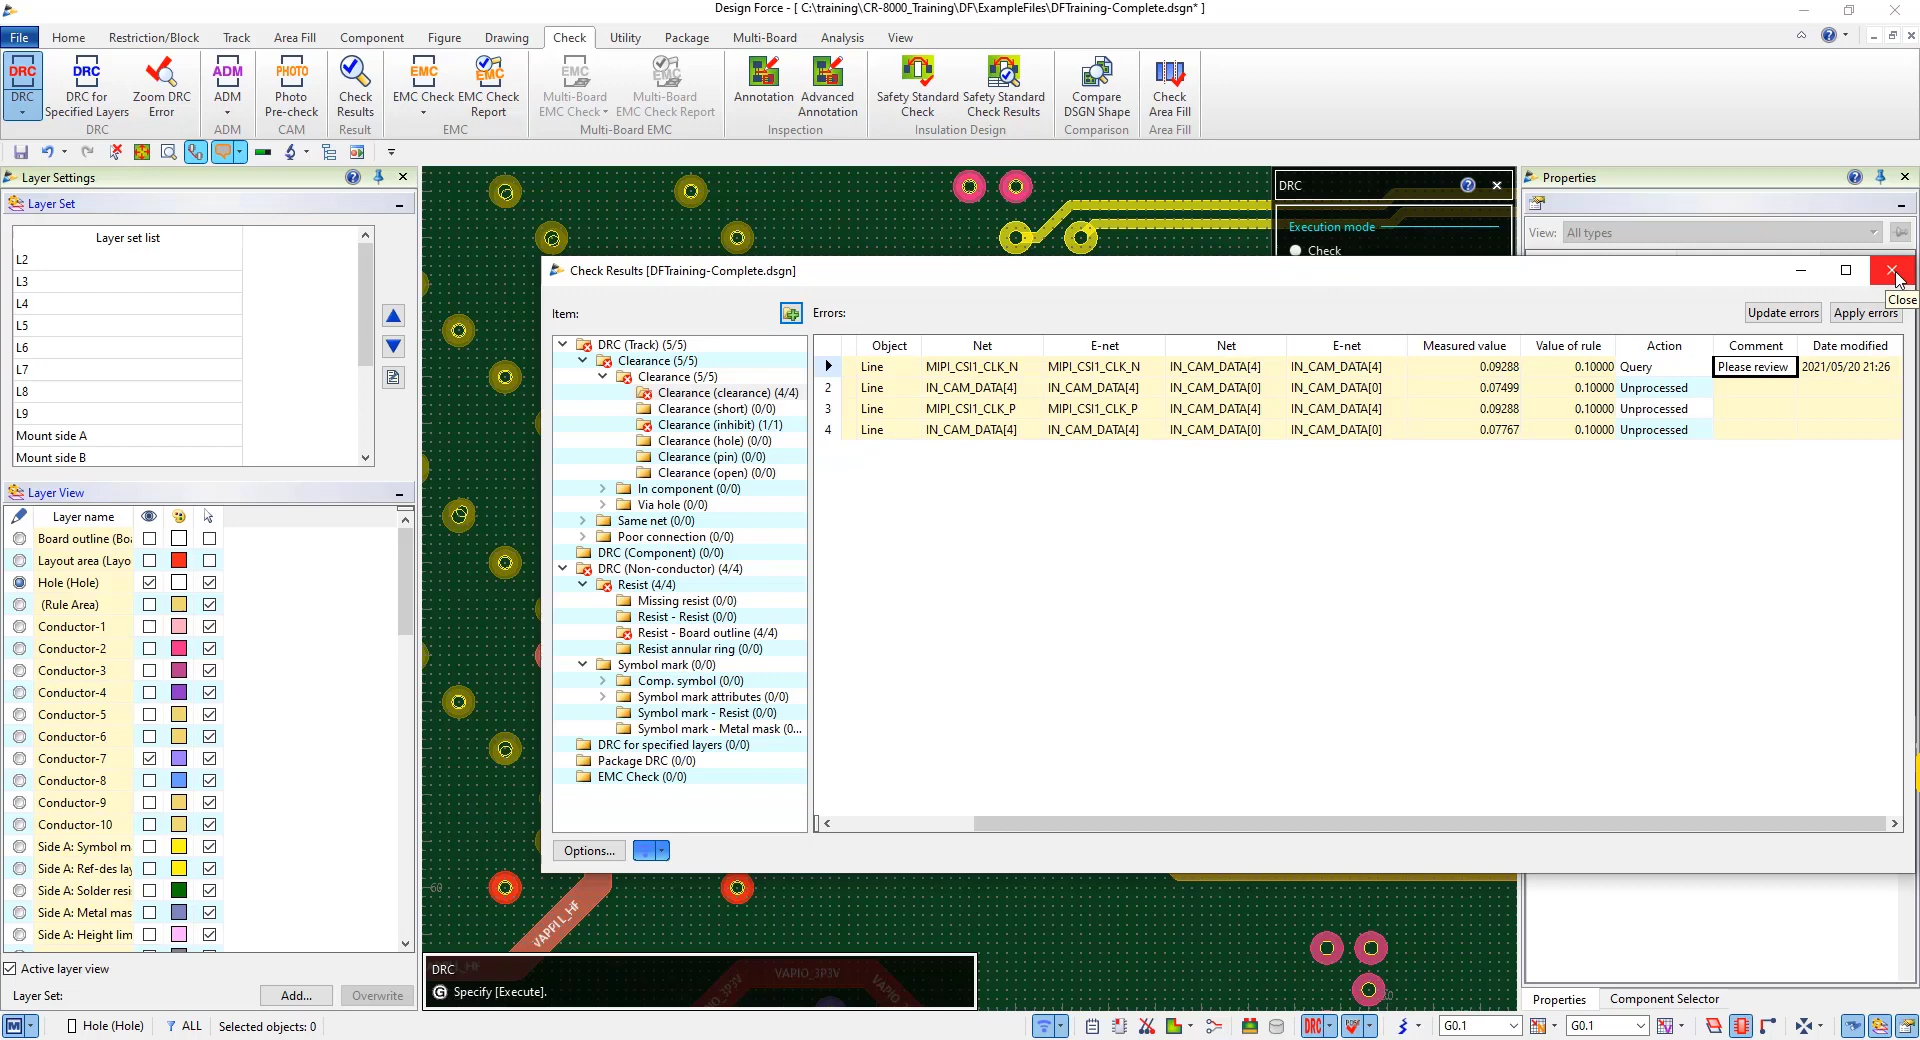 Design Force - [ C:\training\CR-8000_Training\DF\ExampleFiles\DFTraining-Complete.dsgn* ]
File Home Restriction/Block Track Area Fill Component Figure Drawing Check Utility Package Multi-Board Analysis View
DRC DRC for Specified Layers Zoom DRC Error ADM Photo Pre-check Check Results EMC Check EMC Check Report Multi-Board EMC Check Multi-Board EMC Check Report Annotation Advanced Annotation Safety Standard Check Safety Standard Check Results Compare DSGN Shape Check Area Fill
DRC ADM CAM Result EMC Multi-Board EMC Inspection Insulation Design Comparison Area Fill
Layer Settings
Layer Set
Layer set list
L2
L3
L4
L5
L6
L7
L8
L9
Mount side A
Mount side B
Layer View
Layer name
Board outline (Boa
Layout area (Layo
Hole (Hole)
(Rule Area)
Conductor-1
Conductor-2
Conductor-3
Conductor-4
Conductor-5
Conductor-6
Conductor-7
Conductor-8
Conductor-9
Conductor-10
Side A: Symbol m
Side A: Ref-des lay
Side A: Solder resi
Side A: Metal mas
Side A: Height lim
Active layer view
Layer Set: Add... Overwrite
DRC
Execution mode
Check
Properties
View: All types
Check Results [DFTraining-Complete.dsgn]
Close
Item: Errors: Update errors Apply errors
DRC (Track) (5/5)
Clearance (5/5)
Clearance (5/5)
Clearance (clearance) (4/4)
Clearance (short) (0/0)
Clearance (inhibit) (1/1)
Clearance (hole) (0/0)
Clearance (pin) (0/0)
Clearance (open) (0/0)
In component (0/0)
Via hole (0/0)
Same net (0/0)
Poor connection (0/0)
DRC (Component) (0/0)
DRC (Non-conductor) (4/4)
Resist (4/4)
Missing resist (0/0)
Resist - Resist (0/0)
Resist - Board outline (4/4)
Resist annular ring (0/0)
Symbol mark (0/0)
Comp. symbol (0/0)
Symbol mark attributes (0/0)
Symbol mark - Resist (0/0)
Symbol mark - Metal mask (0...
DRC for specified layers (0/0)
Package DRC (0/0)
EMC Check (0/0)
Object Net E-net Net E-net Measured value Value of rule Action Comment Date modified
Line MIPI_CSI1_CLK_N MIPI_CSI1_CLK_N IN_CAM_DATA[4] IN_CAM_DATA[4] 0.09288 0.10000 Query Please review 2021/05/20 21:26
2 Line IN_CAM_DATA[4] IN_CAM_DATA[4] IN_CAM_DATA[0] IN_CAM_DATA[0] 0.07499 0.10000 Unprocessed
3 Line MIPI_CSI1_CLK_P MIPI_CSI1_CLK_P IN_CAM_DATA[4] IN_CAM_DATA[4] 0.09288 0.10000 Unprocessed
4 Line IN_CAM_DATA[4] IN_CAM_DATA[4] IN_CAM_DATA[0] IN_CAM_DATA[0] 0.07767 0.10000 Unprocessed
Options...
60
VAPPLL_HF
DRC
Specify [Execute].
VAPIO_3P3V
Properties Component Selector
M Hole (Hole) ALL Selected objects: 0 DRC G0.1 G0.1